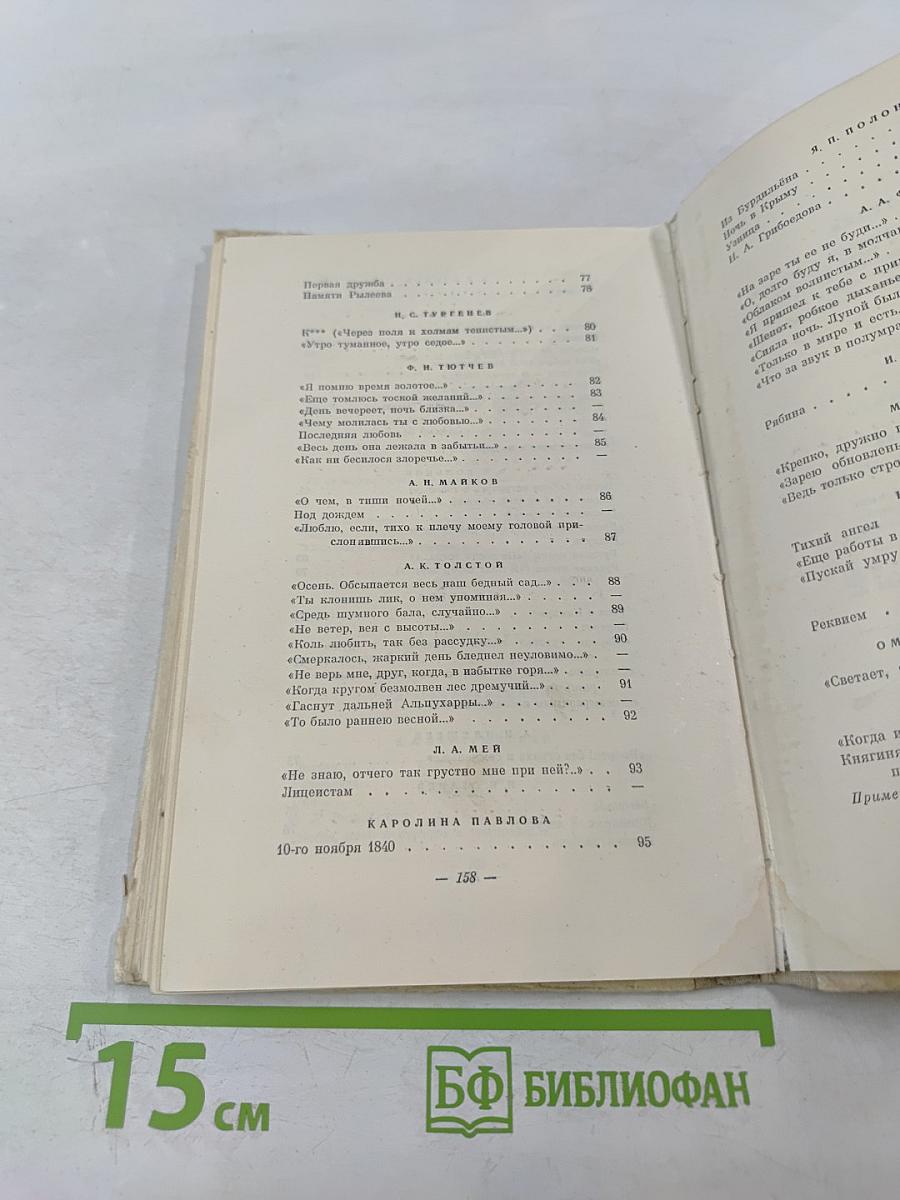 Первая дружба . . . . . . . . . . . . . . . 77
Памяти Рылеева . . . . . . . . . . . . . . 78
И. С. ТУРГЕНЕВ
К*** («Через поля к холмам тенистым...») . . . 80
«Утро туманное, утро седое...» . . . . . . . . 81
Ф. И. ТЮТЧЕВ
«Я помню время золотое...» . . . . . . . . . 82
«Еще томлюсь тоской желаний...» . . . . . . . 83
«День вечереет, ночь близка...» . . . . . . . . —
«Чему молилась ты с любовью...» . . . . . . . 84
Последняя любовь . . . . . . . . . . . . —
«Весь день она лежала в забытьи...» . . . . . . 85
«Как ни бесилося злоречье...» . . . . . . . . . —
А. Н. МАЙКОВ
«О чем, в тиши ночей...» . . . . . . . . . . 86
Под дождем . . . . . . . . . . . . . . . —
«Люблю, если, тихо к плечу моему головой при-
слонившись...» . . . . . . . . . . . . 87
А. К. ТОЛСТОЙ
«Осень. Обсыпается весь наш бедный сад...» . . . 88
«Ты клонишь лик, о нем упоминая...» . . . . . —
«Средь шумного бала, случайно...» . . . . . . 89
«Не ветер, вея с высоты...» . . . . . . . . . —
«Коль любить, так без рассудку...» . . . . . . 90
«Смеркалось, жаркий день бледнел неуловимо...» . —
«Не верь мне, друг, когда, в избытке горя...» . . . —
«Когда кругом безмолвен лес дремучий...» . . . . 91
«Гаснут дальней Альпухарры...» . . . . . . . —
«То было раннею весной...» . . . . . . . . . 92
Л. А. МЕЙ
«Не знаю, отчего так грустно мне при ней?..» . . 93
Лицеистам . . . . . . . . . . . . . . . —
КАРОЛИНА ПАВЛОВА
10-го ноября 1840 . . . . . . . . . . . . . 95
— 158 —
Я. П. ПОЛОН
Из Бурдильёна . . . . . .
Ночь в Крыму . . . . . .
Узница . . . . . . . .
И. А. Грибоедова . . . . .
А. А. Ф
«На заре ты ее не буди...» .
«О, долго буду я, в молчан
«Облаком волнистым...» .
«Я пришел к тебе с при
«Шепот, робкое дыханье
«Сияла ночь. Луной был
«Только в мире и есть,
«Что за звук в полумра
И.
Рябина . . . .
М
«Крепко, дружно
«Зарею обновлень
«Ведь только стро
Тихий ангел
«Еще работы в
«Пускай умру
Реквием .
О М
«Светает,
«Когда и
Княгиня
п
Приме
15 см
БФ БИБЛИОФАН